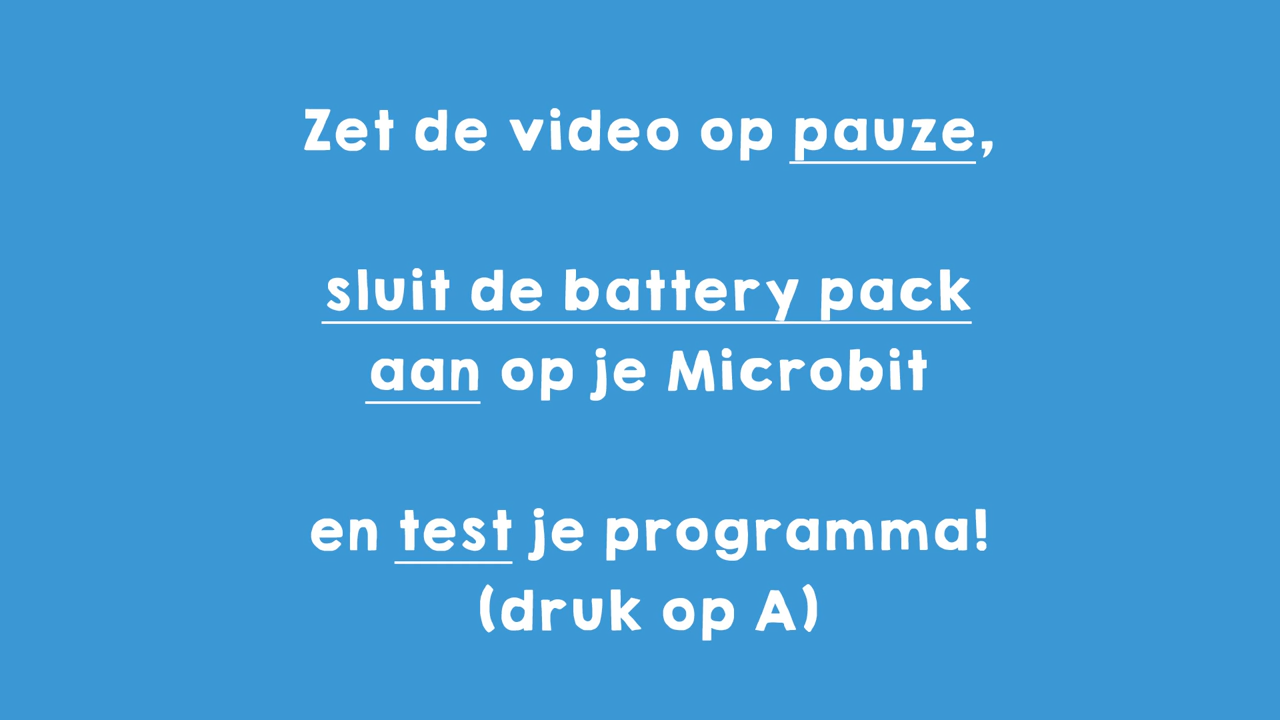 Zet de video op pauze,
sluit de battery pack
aan op je Microbit
en test je programma!
(druk op A)